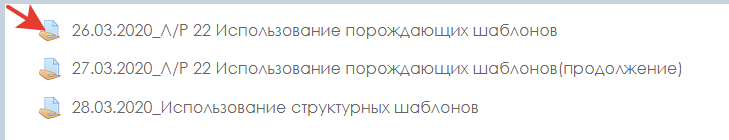 26.03.2020_Л/Р 22 Использование порождающих шаблонов
27.03.2020_Л/Р 22 Использование порождающих шаблонов(продолжение)
28.03.2020_Использование структурных шаблонов